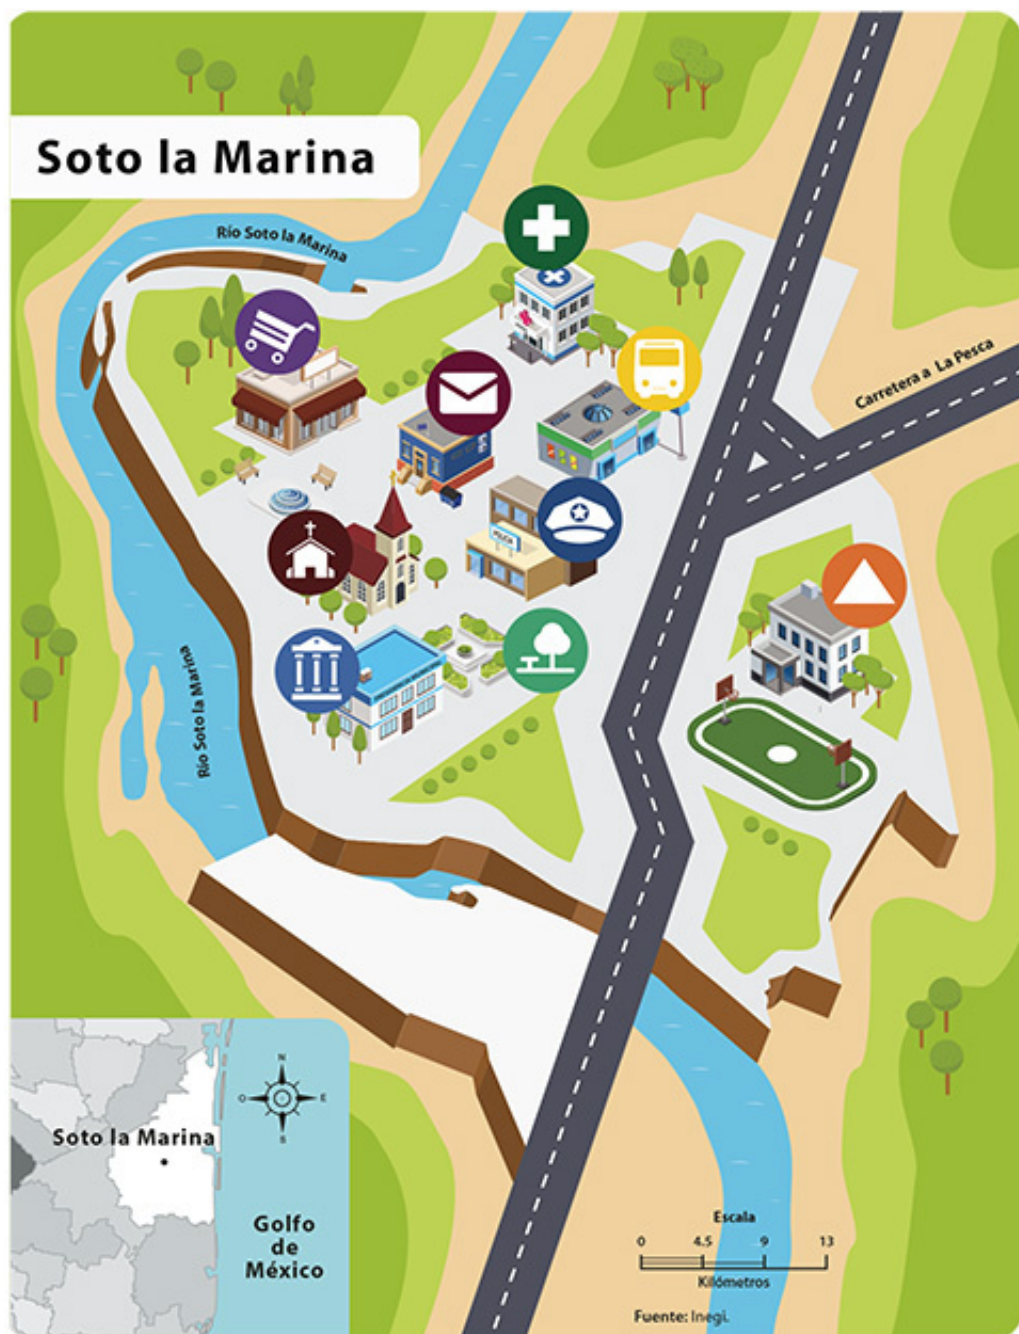 Soto la Marina
Río Soto la Marina
Carretera a La Pesca
POLICIA
Río Soto la Marina
Soto la Marina
N
O
E
S
Golfo
de
México
Escala
0 4.5 9 13
Kilómetros
Fuente: Inegi.